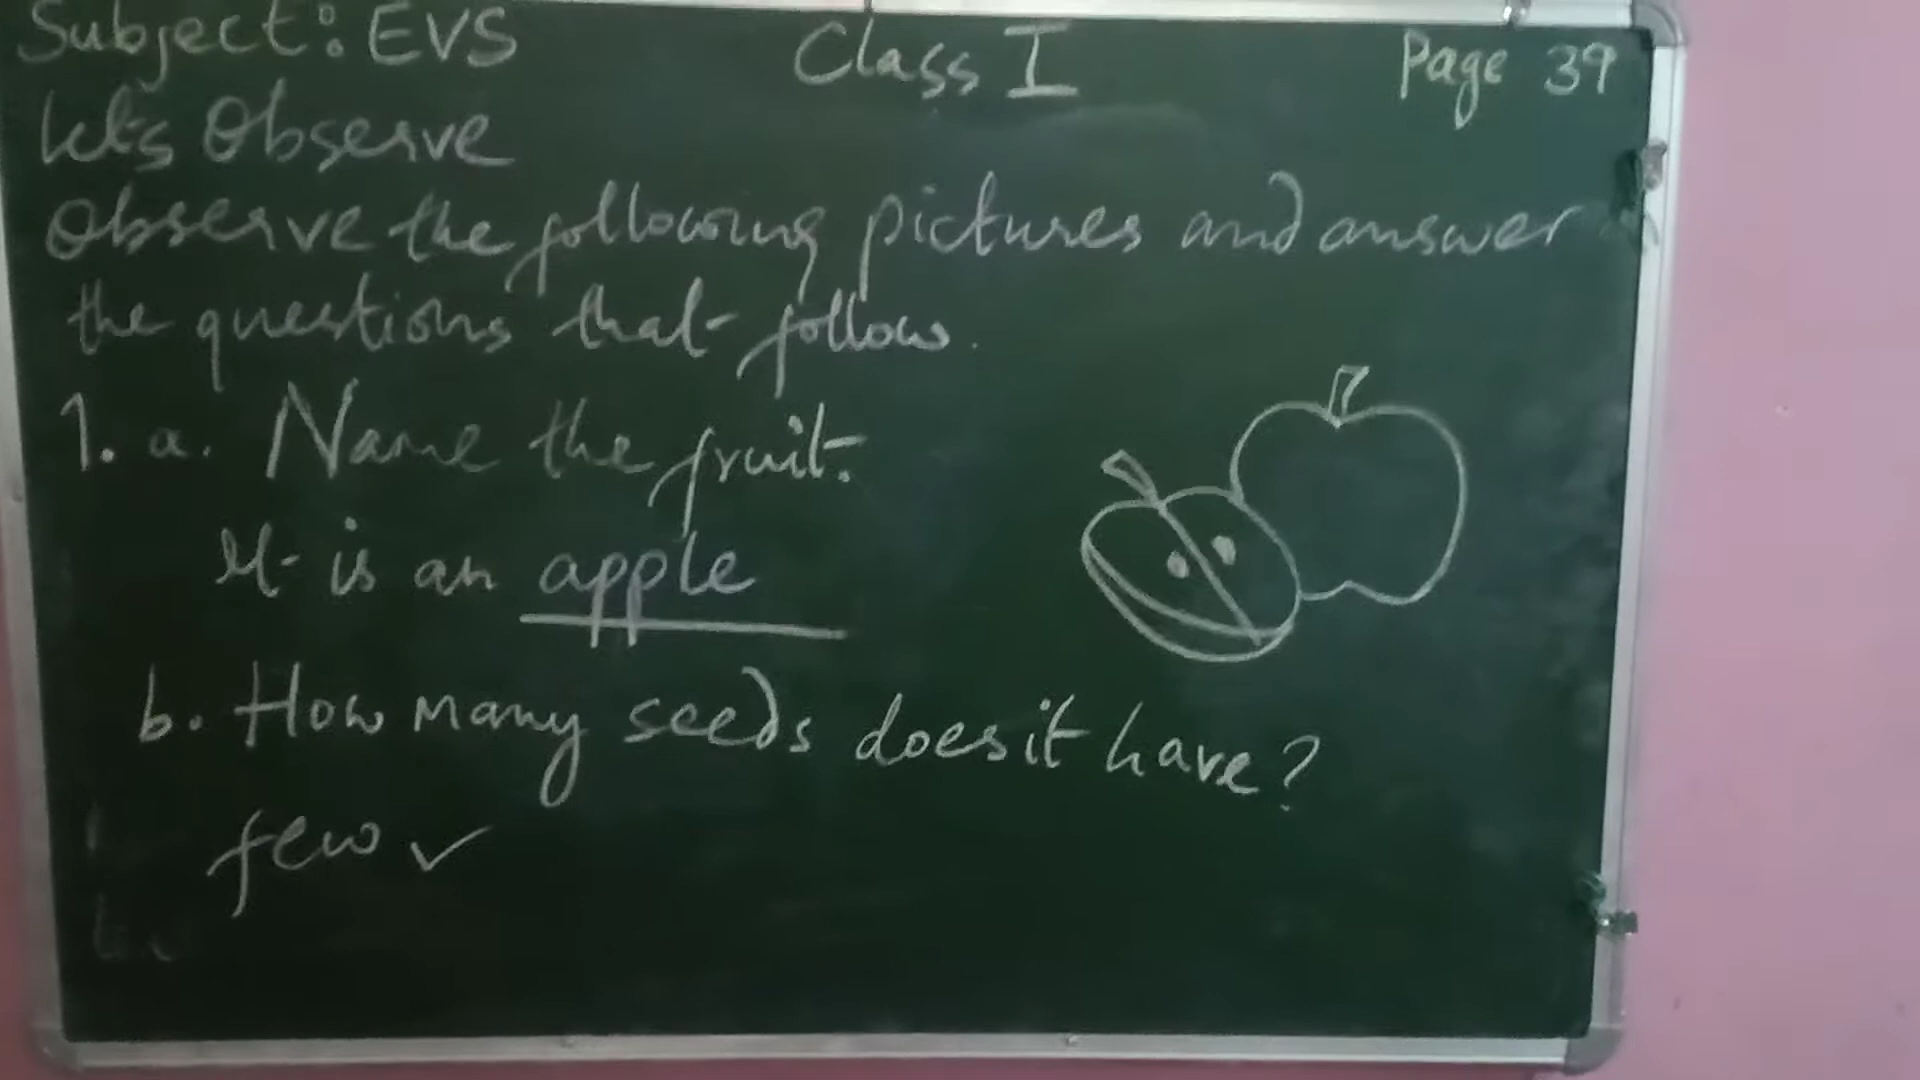 Subject: EVS Class I Page 39
Let's Observe
Observe the following pictures and answer
the questions that follow.
1. a. Name the fruit.
It is an apple
b. How many seeds does it have?
few ✓